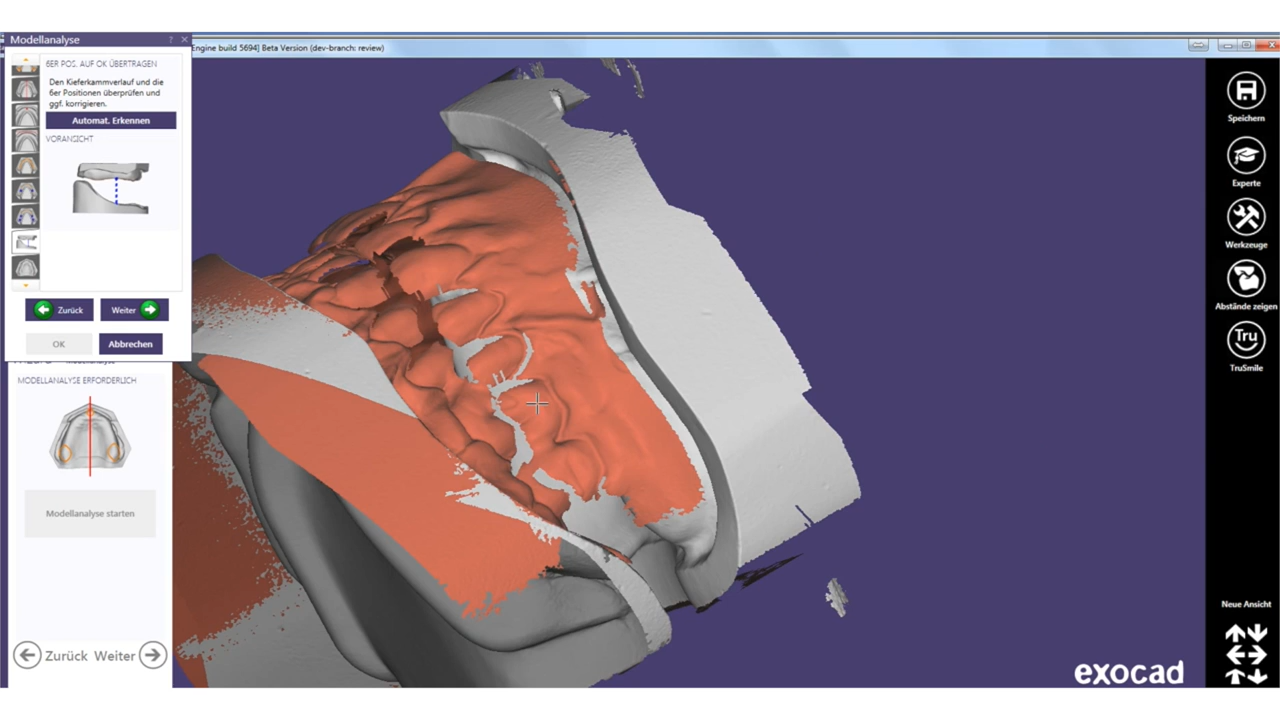 Modellanalyse
? ×
Engine build 5694] Beta Version (dev-branch: review)
6ER POS. AUF OK ÜBERTRAGEN
Den Kieferkammverlauf und die
6er Positionen überprüfen und
ggf. korrigieren.
Automat. Erkennen
VORANSICHT
Zurück
Weiter
OK
Abbrechen
Modellanalyse
MODELLANALYSE ERFORDERLICH
Modellanalyse starten
Zurück Weiter
Speichern
Experte
Werkzeuge
Abstände zeigen
Tru
TruSmile
Neue Ansicht
exocad